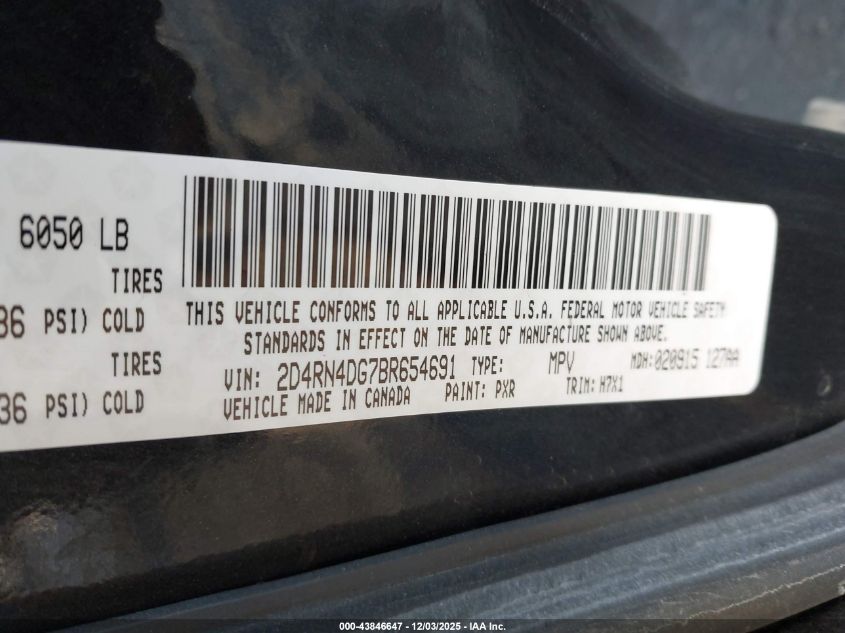 6050 LB
TIRES
36 PSI) COLD
TIRES
36 PSI) COLD
THIS VEHICLE CONFORMS TO ALL APPLICABLE U.S.A. FEDERAL MOTOR VEHICLE SAFETY
STANDARDS IN EFFECT ON THE DATE OF MANUFACTURE SHOWN ABOVE.
VIN: 2D4RN4DG7BR654691 TYPE: MPV MDH:020915 127AA
VEHICLE MADE IN CANADA PAINT: PXR TRIM: H7X1
000-43846647 - 12/03/2025 - IAA Inc.